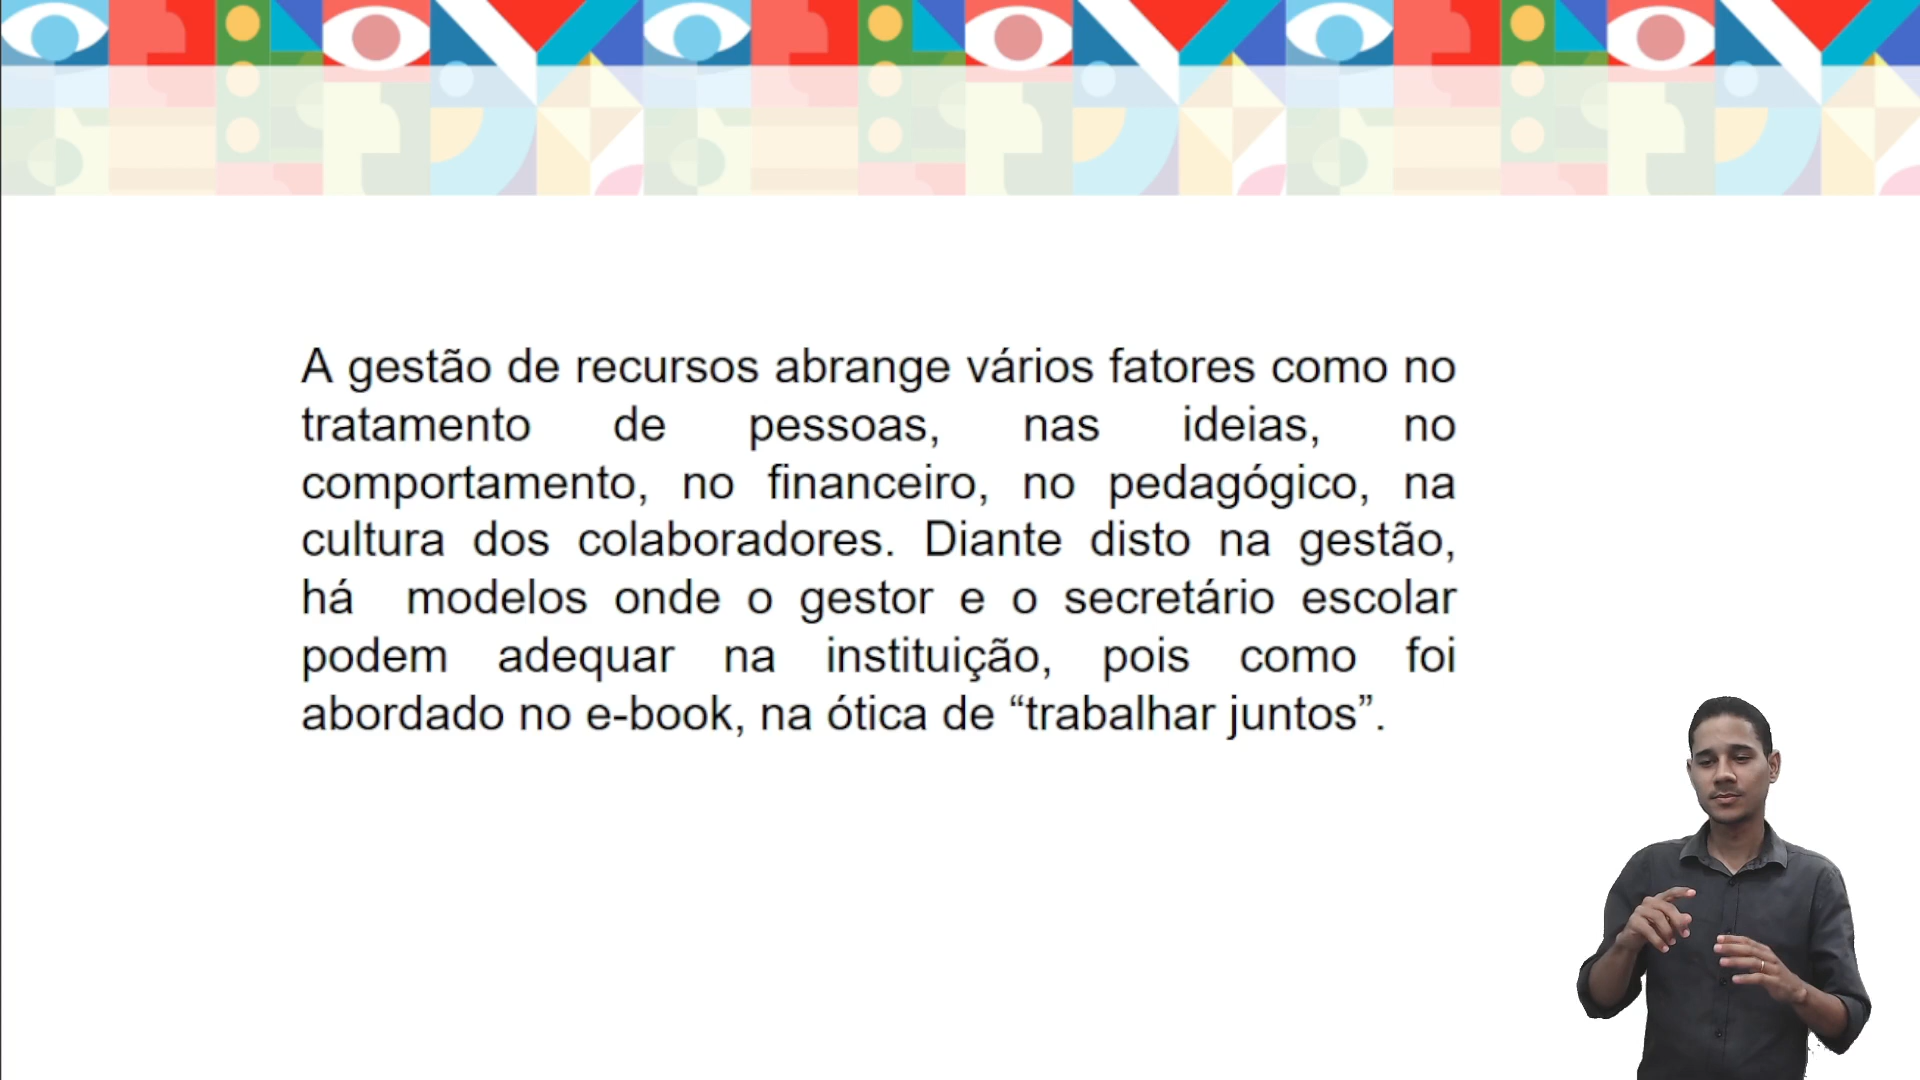 A gestão de recursos abrange vários fatores como no
tratamento de pessoas, nas ideias, no
comportamento, no financeiro, no pedagógico, na
cultura dos colaboradores. Diante disto na gestão,
há modelos onde o gestor e o secretário escolar
podem adequar na instituição, pois como foi
abordado no e-book, na ótica de “trabalhar juntos”.